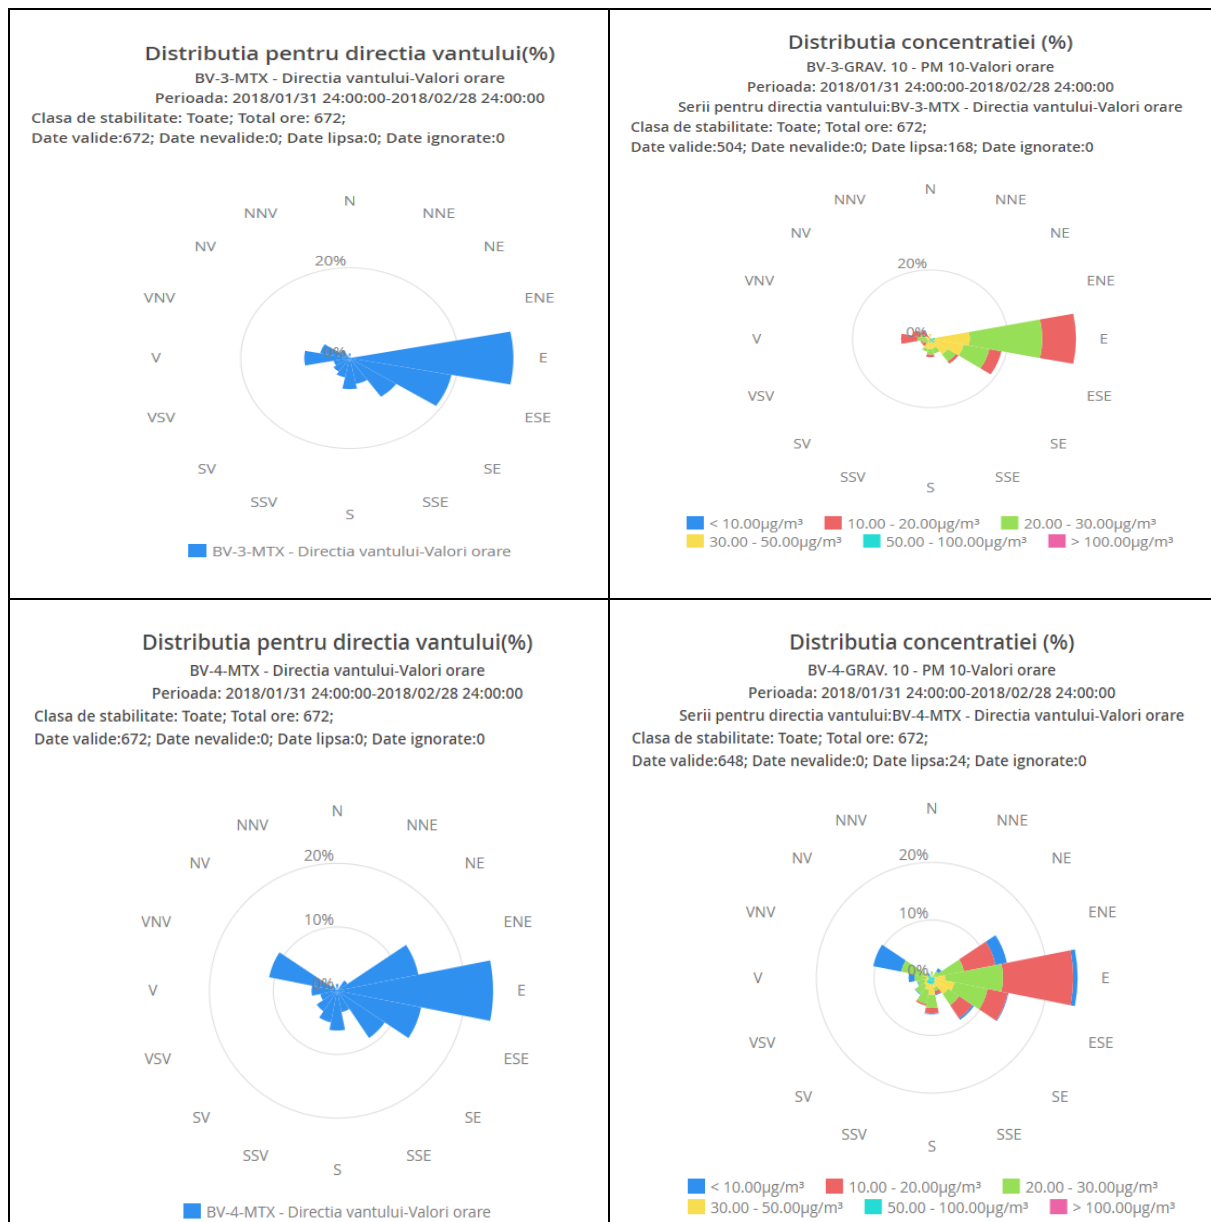 Distributia pentru directia vantului(%)
BV-3-MTX - Directia vantului-Valori orare
Perioada: 2018/01/31 24:00:00-2018/02/28 24:00:00
Clasa de stabilitate: Toate; Total ore: 672;
Date valide:672; Date nevalide:0; Date lipsa:0; Date ignorate:0
N
NNV
NNE
NV
NE
20%
VNV
ENE
0%
V
E
VSV
ESE
SV
SE
SSV
SSE
S
BV-3-MTX - Directia vantului-Valori orare
Distributia concentratiei (%)
BV-3-GRAV. 10 - PM 10-Valori orare
Perioada: 2018/01/31 24:00:00-2018/02/28 24:00:00
Serii pentru directia vantului:BV-3-MTX - Directia vantului-Valori orare
Clasa de stabilitate: Toate; Total ore: 672;
Date valide:504; Date nevalide:0; Date lipsa:168; Date ignorate:0
N
NNV
NNE
NV
NE
20%
VNV
ENE
0%
V
E
VSV
ESE
SV
SE
SSV
SSE
S
< 10.00µg/m³ 10.00 - 20.00µg/m³ 20.00 - 30.00µg/m³
30.00 - 50.00µg/m³ 50.00 - 100.00µg/m³ > 100.00µg/m³
Distributia pentru directia vantului(%)
BV-4-MTX - Directia vantului-Valori orare
Perioada: 2018/01/31 24:00:00-2018/02/28 24:00:00
Clasa de stabilitate: Toate; Total ore: 672;
Date valide:672; Date nevalide:0; Date lipsa:0; Date ignorate:0
N
NNV
NNE
NV
NE
20%
VNV
ENE
10%
0%
V
E
VSV
ESE
SV
SE
SSV
SSE
S
BV-4-MTX - Directia vantului-Valori orare
Distributia concentratiei (%)
BV-4-GRAV. 10 - PM 10-Valori orare
Perioada: 2018/01/31 24:00:00-2018/02/28 24:00:00
Serii pentru directia vantului:BV-4-MTX - Directia vantului-Valori orare
Clasa de stabilitate: Toate; Total ore: 672;
Date valide:648; Date nevalide:0; Date lipsa:24; Date ignorate:0
N
NNV
NNE
NV
NE
20%
VNV
ENE
10%
0%
V
E
VSV
ESE
SV
SE
SSV
SSE
S
< 10.00µg/m³ 10.00 - 20.00µg/m³ 20.00 - 30.00µg/m³
30.00 - 50.00µg/m³ 50.00 - 100.00µg/m³ > 100.00µg/m³